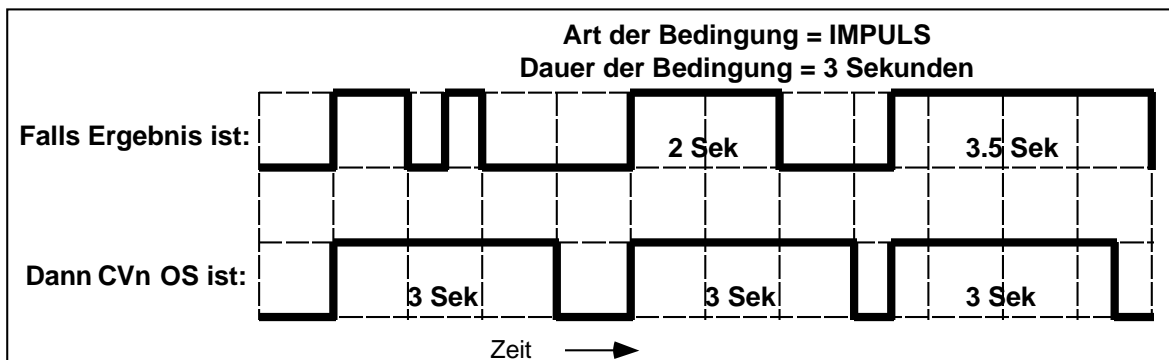 Art der Bedingung = IMPULS
Dauer der Bedingung = 3 Sekunden
Falls Ergebnis ist:
2 Sek
3.5 Sek
Dann CVn OS ist:
3 Sek
3 Sek
3 Sek
Zeit